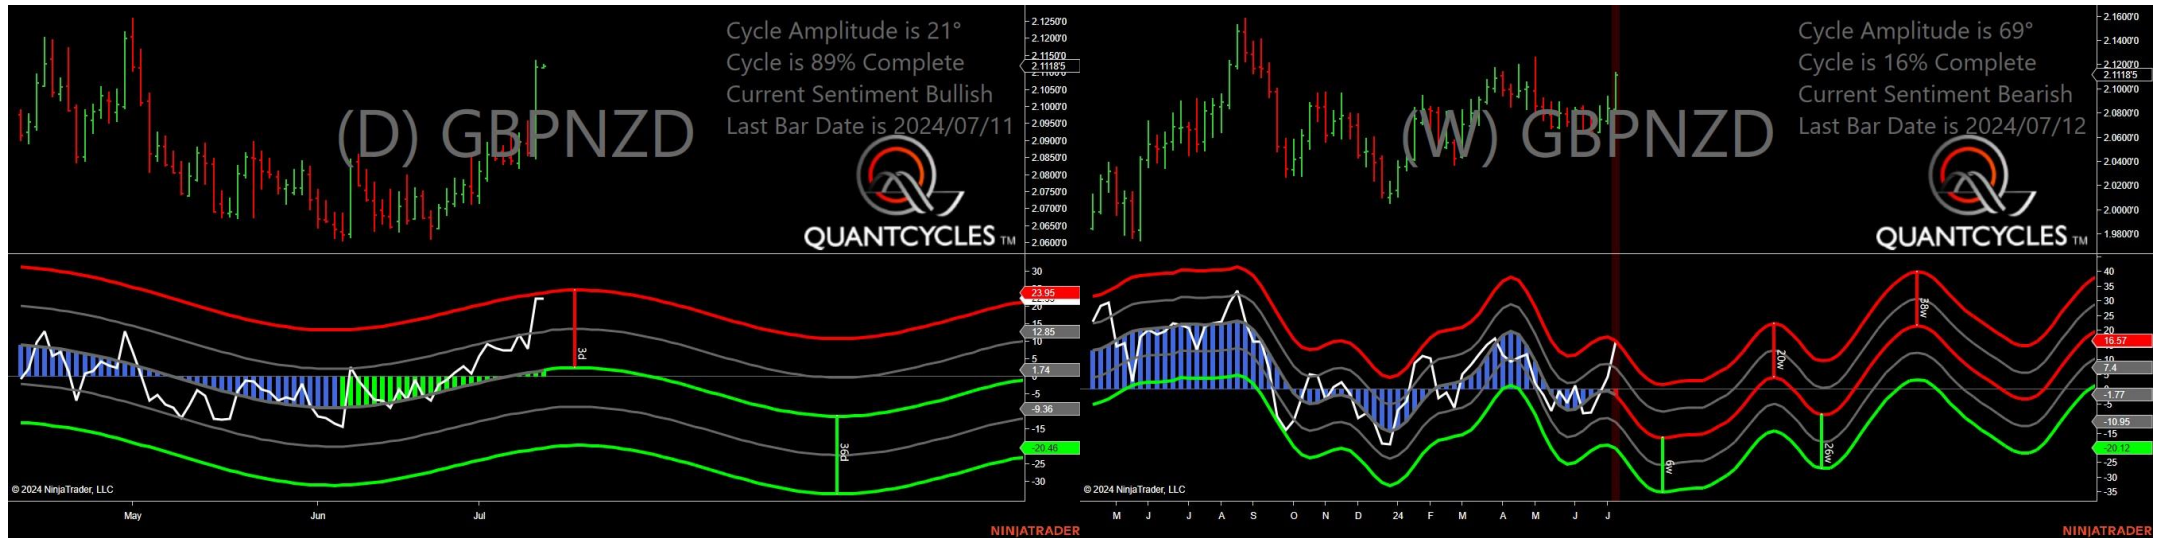 Cycle Amplitude is 21°
Cycle is 89% Complete
Current Sentiment Bullish
Last Bar Date is 2024/07/11
(D) GBPNZD
QUANTCYCLES TM
2.1250'0
2.1200'0
2.1150'0
2.1118'5
2.1050'0
2.1000'0
2.0950'0
2.0900'0
2.0850'0
2.0800'0
2.0750'0
2.0700'0
2.0650'0
2.0600'0
30
23.95
20
15
12.85
10
5
1.74
-5
-9.36
-15
-20.46
-25
-30
3d
36d
© 2024 NinjaTrader, LLC
May
Jun
Jul
NINJATRADER
Cycle Amplitude is 69°
Cycle is 16% Complete
Current Sentiment Bearish
Last Bar Date is 2024/07/12
(W) GBPNZD
QUANTCYCLES TM
2.1600'0
2.1400'0
2.1200'0
2.1118'5
2.1000'0
2.0800'0
2.0600'0
2.0400'0
2.0200'0
2.0000'0
1.9800'0
40
35
30
25
20
16.57
10
7.4
-1.77
-5
-10.95
-15
-20.12
-25
-30
-35
6w
20w
26w
38w
© 2024 NinjaTrader, LLC
M
J
J
A
S
O
N
D
24
F
M
A
M
J
J
NINJATRADER